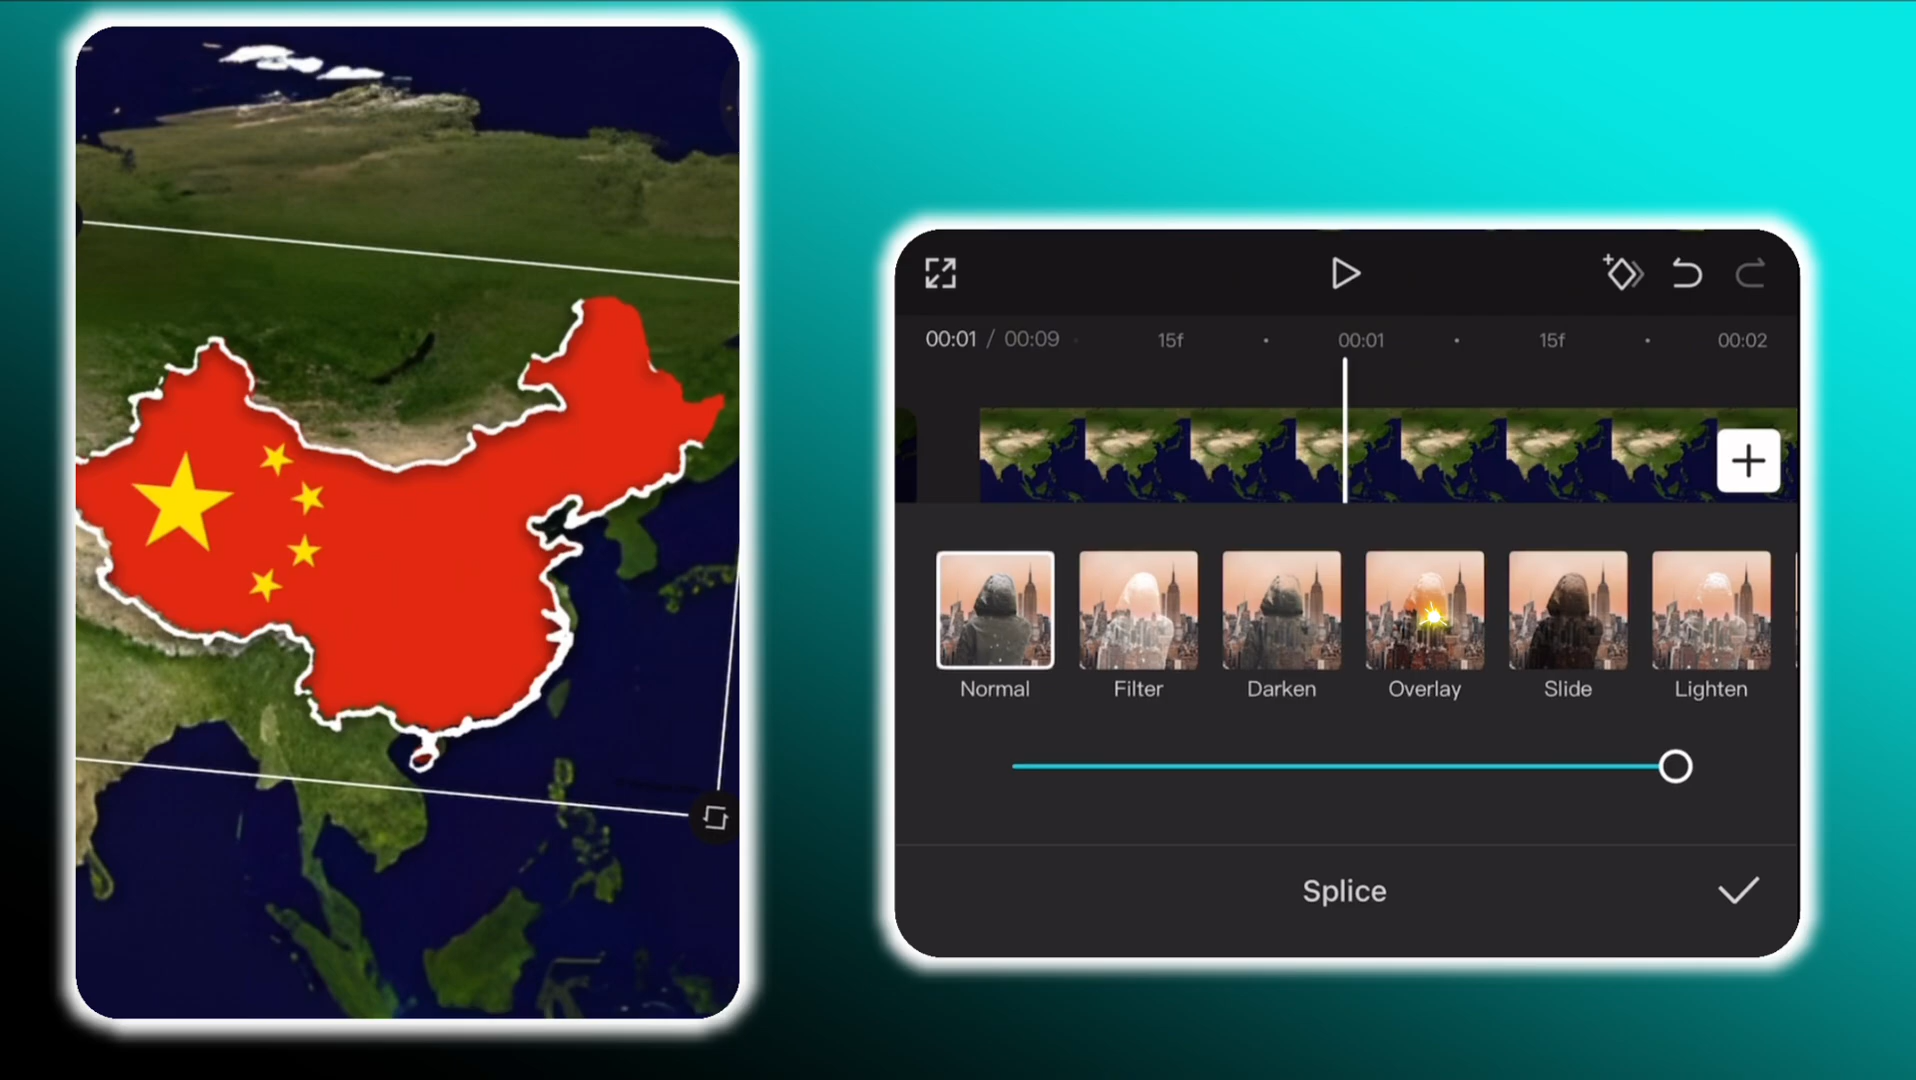 00:01 / 00:09 15f 00:01 15f 00:02
Normal Filter Darken Overlay Slide Lighten
Splice